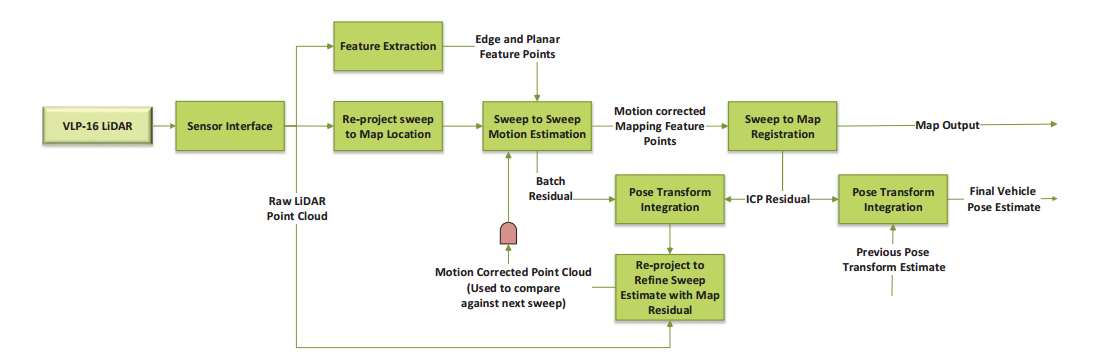 Feature Extraction
Edge and Planar
Feature Points
VLP-16 LiDAR
Sensor Interface
Re-project sweep
to Map Location
Sweep to Sweep
Motion Estimation
Motion corrected
Mapping Feature
Points
Sweep to Map
Registration
Map Output
Raw LiDAR
Point Cloud
Batch
Residual
Pose Transform
Integration
ICP Residual
Pose Transform
Integration
Final Vehicle
Pose Estimate
Motion Corrected Point Cloud
(Used to compare
against next sweep)
Re-project to
Refine Sweep
Estimate with Map
Residual
Previous Pose
Transform Estimate